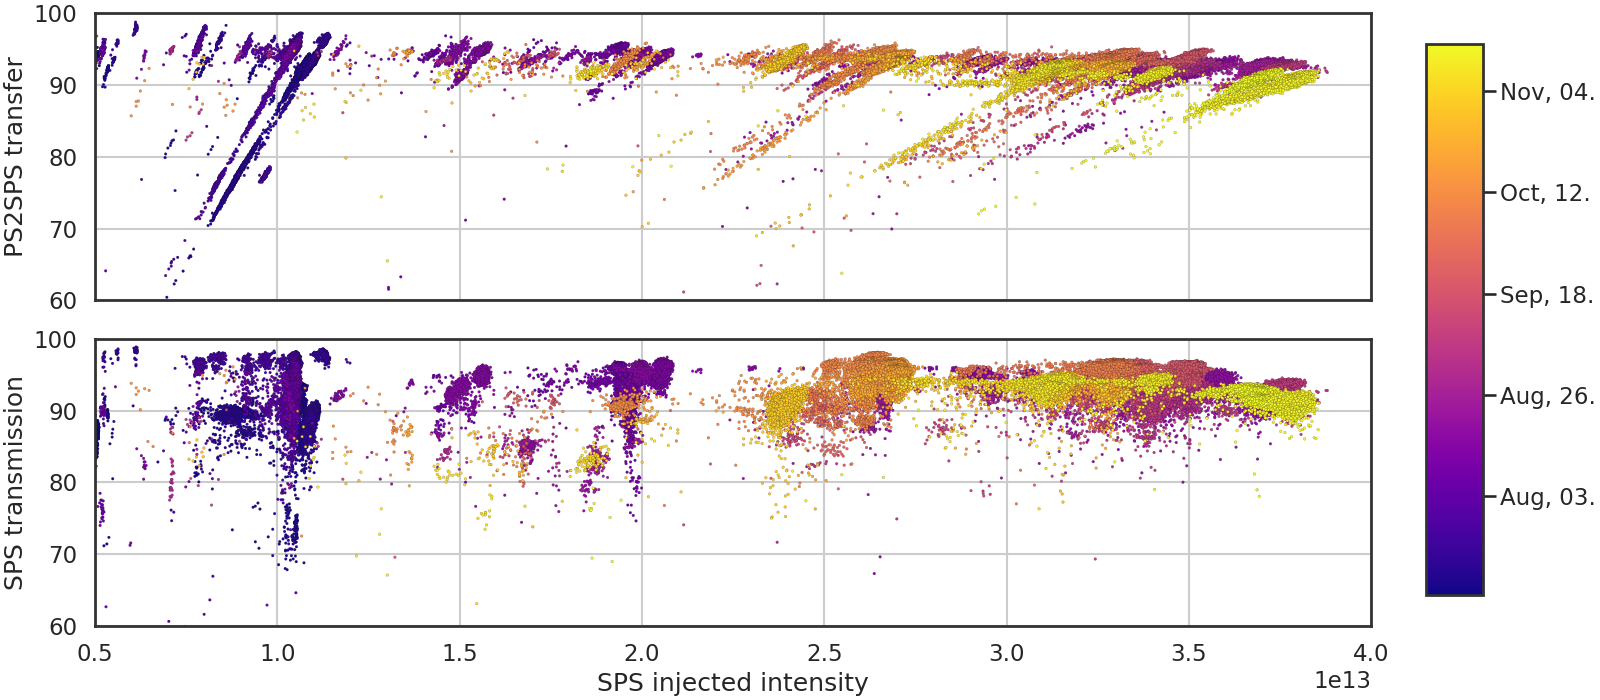 100
90
80
70
60
PS2SPS transfer
100
90
80
70
60
SPS transmission
0.5 1.0 1.5 2.0 2.5 3.0 3.5 4.0
1e13
SPS injected intensity
Nov, 04.
Oct, 12.
Sep, 18.
Aug, 26.
Aug, 03.